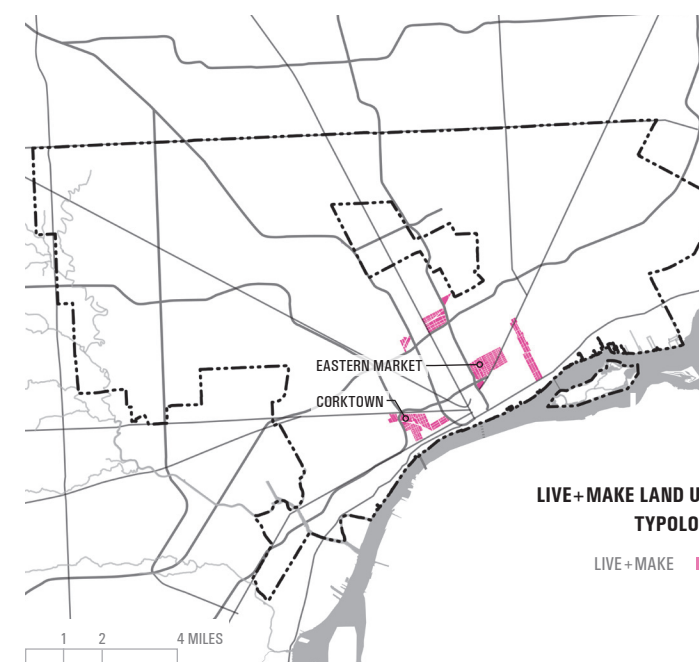 EASTERN MARKET
CORKTOWN
LIVE+MAKE LAND U
TYPOLO
LIVE+MAKE
1 2 4 MILES